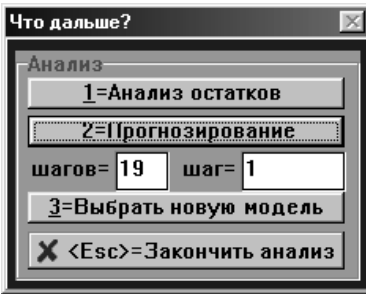 Что дальше?
Анализ
1=Анализ остатков
2=Прогнозирование
шагов= 19 шаг= 1
3=Выбрать новую модель
<Esc>=Закончить анализ